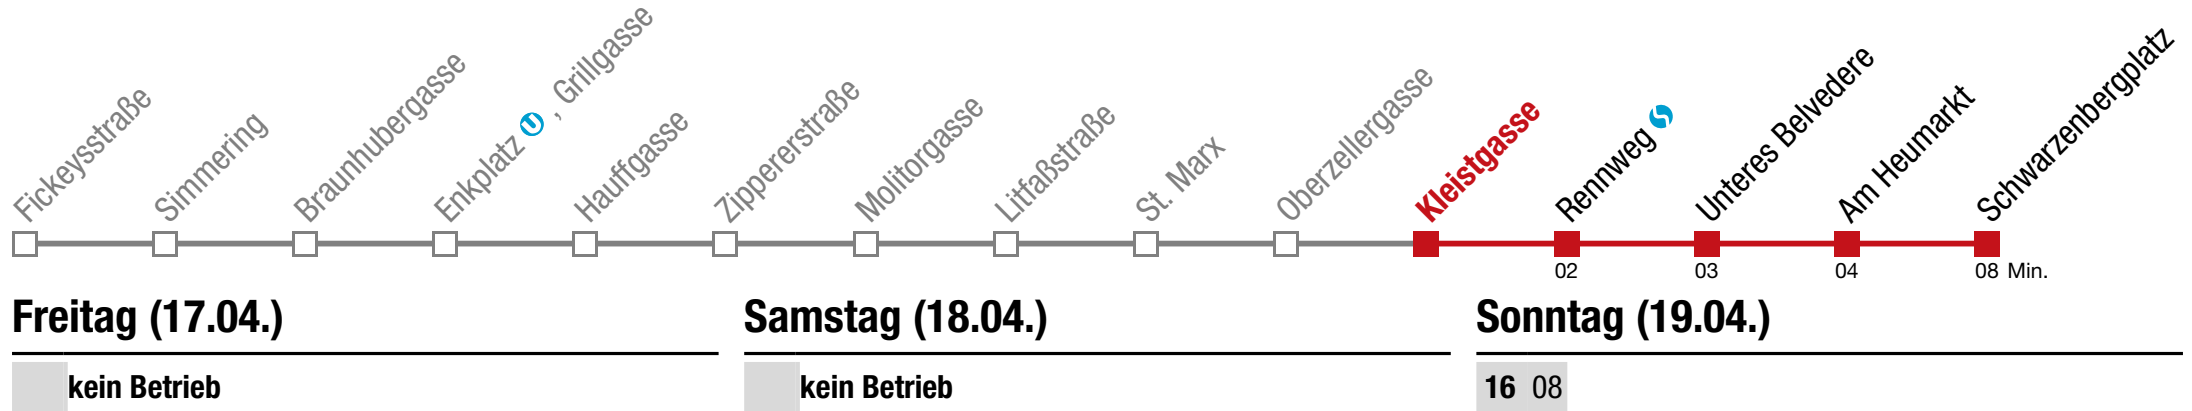 Fickeysstraße
Simmering
Braunhubergasse
Enkplatz U, Grillgasse
Hauffgasse
Zippererstraße
Molitorgasse
Litfaßstraße
St. Marx
Oberzellergasse
Kleistgasse
Rennweg S
Unteres Belvedere
Am Heumarkt
Schwarzenbergplatz
02 03 04 08 Min.
Freitag (17.04.)
kein Betrieb
Samstag (18.04.)
kein Betrieb
Sonntag (19.04.)
16 08